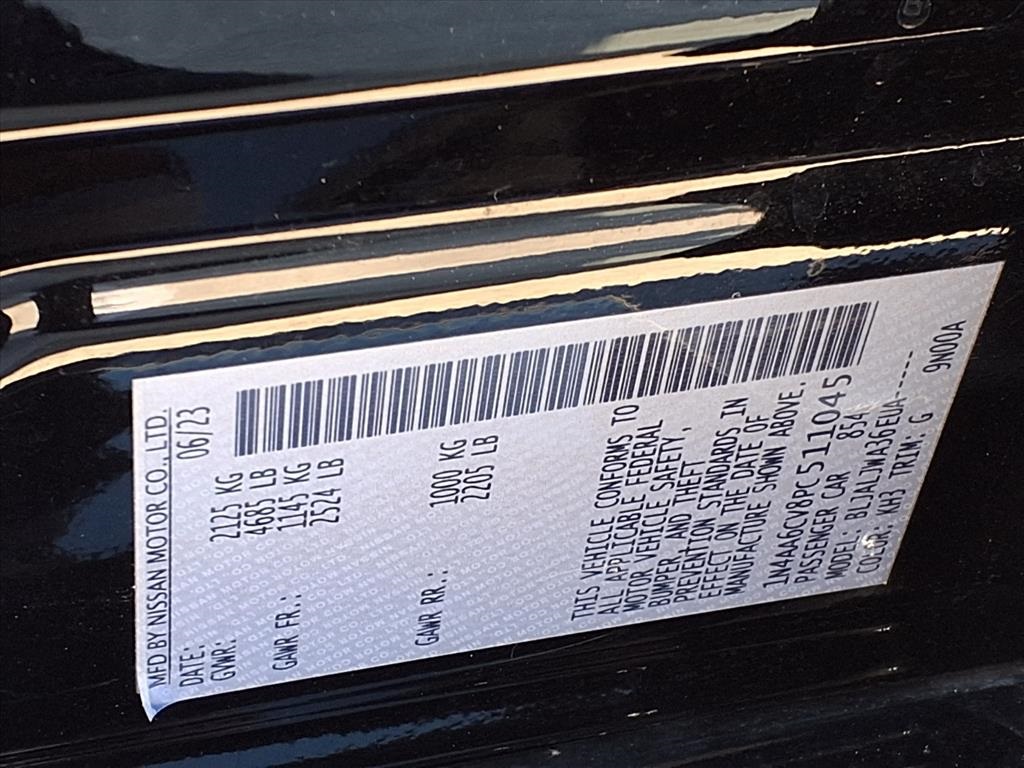 MFD BY NISSAN MOTOR CO., LTD.
DATE: 06/23
GVWR: 2125 KG
4685 LB
GAWR FR.: 1145 KG
2524 LB
GAWR RR.: 1000 KG
2205 LB
THIS VEHICLE CONFORMS TO
ALL APPLICABLE FEDERAL
MOTOR VEHICLE SAFETY,
BUMPER, AND THEFT
PREVENTION STANDARDS IN
EFFECT ON THE DATE OF
MANUFACTURE SHOWN ABOVE.
1N4AA6CV8PC511045
PASSENGER CAR 854
MODEL: BLJALJWA36EUA-----
COLOR: KH3 TRIM: G 9N00A